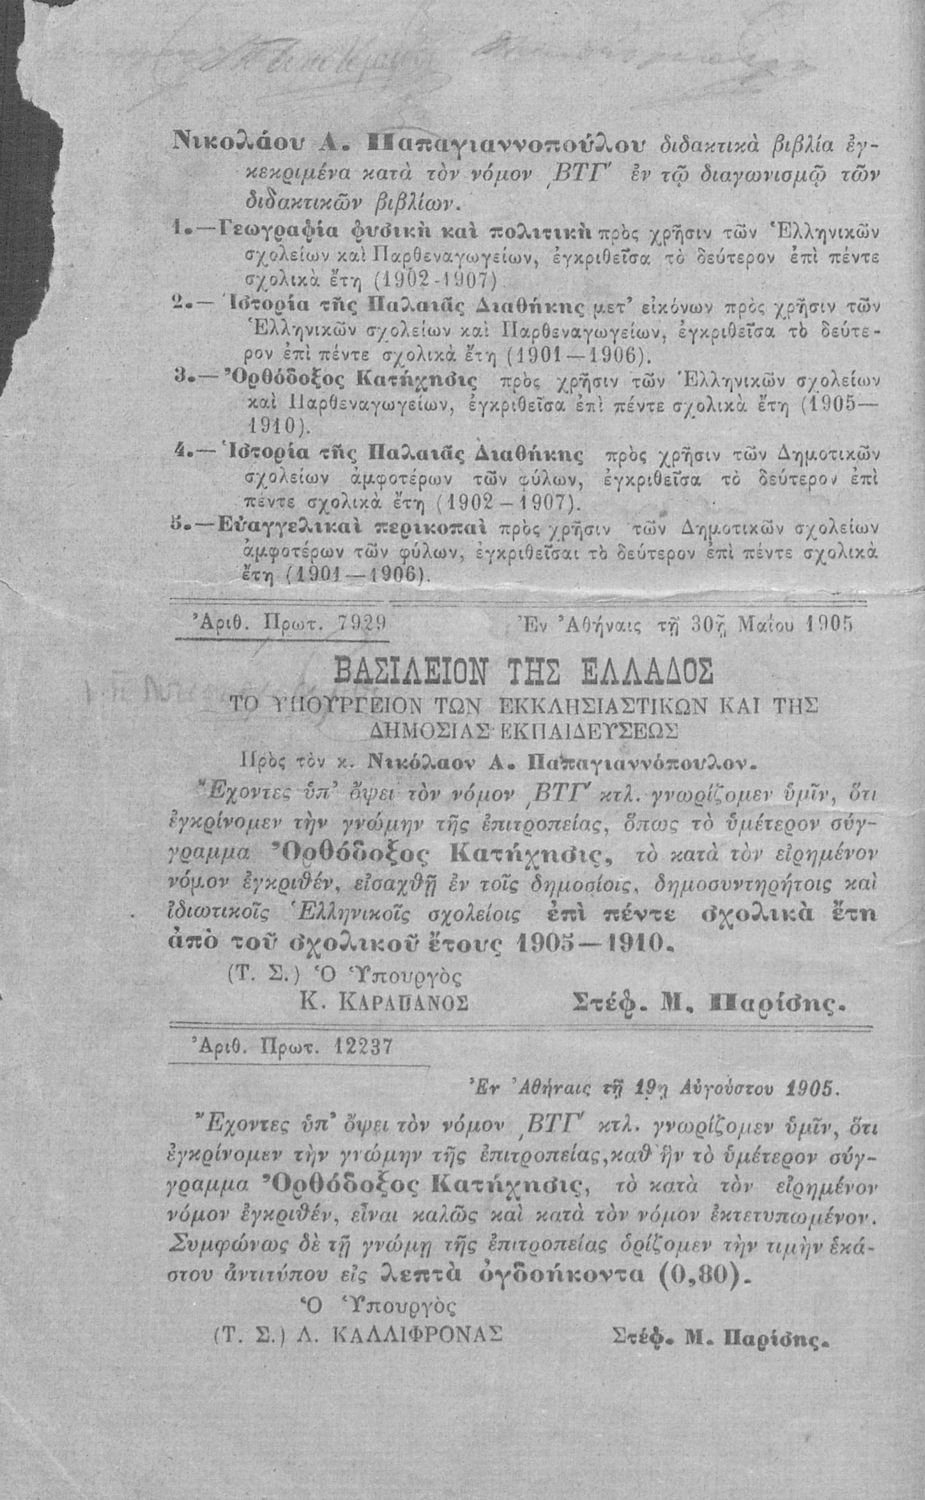 Νικολάου Α. Παπαγιαννοπούλου διδακτικὰ βιβλία ἐγ-
κεκριμένα κατὰ τὸν νόμον ͵ΒΤΓʹ ἐν τῷ διαγωνισμῷ τῶν
διδακτικῶν βιβλίων.
1.—Γεωγραφία φυσικὴ καὶ πολιτικὴ πρὸς χρῆσιν τῶν Ἑλληνικῶν
σχολείων καὶ Παρθεναγωγείων, ἐγκριθεῖσα τὸ δεύτερον ἐπὶ πέντε
σχολικὰ ἔτη (1902-1907)
2.— Ἱστορία τῆς Παλαιᾶς Διαθήκης μετ' εἰκόνων πρὸς χρῆσιν τῶν
Ἑλληνικῶν σχολείων καὶ Παρθεναγωγείων, ἐγκριθεῖσα τὸ δεύτε-
ρον ἐπὶ πέντε σχολικὰ ἔτη (1901—1906).
3.—Ὀρθόδοξος Κατήχησις πρὸς χρῆσιν τῶν Ἑλληνικῶν σχολείων
καὶ Παρθεναγωγείων, ἐγκριθεῖσα ἐπὶ πέντε σχολικὰ ἔτη (1905—
1910).
4.— Ἱστορία τῆς Παλαιᾶς Διαθήκης πρὸς χρῆσιν τῶν Δημοτικῶν
σχολείων ἀμφοτέρων τῶν φύλων, ἐγκριθεῖσα τὸ δεύτερον ἐπὶ
πέντε σχολικὰ ἔτη (1902—1907).
5.—Εὐαγγελικαὶ περικοπαὶ πρὸς χρῆσιν τῶν Δημοτικῶν σχολείων
ἀμφοτέρων τῶν φύλων, ἐγκριθεῖσαι τὸ δεύτερον ἐπὶ πέντε σχολικὰ
ἔτη (1901—1906).
Ἀριθ. Πρωτ. 7929 Ἐν Ἀθήναις τῇ 30ῇ Μαΐου 1905
ΒΑΣΙΛΕΙΟΝ ΤΗΣ ΕΛΛΑΔΟΣ
ΤΟ ΥΠΟΥΡΓΕΙΟΝ ΤΩΝ ΕΚΚΛΗΣΙΑΣΤΙΚΩΝ ΚΑΙ ΤΗΣ
ΔΗΜΟΣΙΑΣ ΕΚΠΑΙΔΕΥΣΕΩΣ
Πρὸς τὸν κ. Νικόλαον Α. Παπαγιαννόπουλον.
Ἔχοντες ὑπ' ὄψει τὸν νόμον ͵ΒΤΓʹ κτλ. γνωρίζομεν ὑμῖν, ὅτι
ἐγκρίνομεν τὴν γνώμην τῆς ἐπιτροπείας, ὅπως τὸ ὑμέτερον σύγ-
γραμμα Ὀρθόδοξος Κατήχησις, τὸ κατὰ τὸν εἰρημένον
νόμον ἐγκριθέν, εἰσαχθῇ ἐν τοῖς δημοσίοις, δημοσυντηρήτοις καὶ
ἰδιωτικοῖς Ἑλληνικοῖς σχολείοις ἐπὶ πέντε σχολικὰ ἔτη
ἀπὸ τοῦ σχολικοῦ ἔτους 1905—1910.
(Τ. Σ.) Ὁ Ὑπουργὸς
Κ. ΚΑΡΑΠΑΝΟΣ Στέφ. Μ. Παρίσης.
Ἀριθ. Πρωτ. 12237
Ἐν Ἀθήναις τῇ 19ῃ Αὐγούστου 1905.
Ἔχοντες ὑπ' ὄψει τὸν νόμον ͵ΒΤΓʹ κτλ. γνωρίζομεν ὑμῖν, ὅτι
ἐγκρίνομεν τὴν γνώμην τῆς ἐπιτροπείας, καθ' ἣν τὸ ὑμέτερον σύγ-
γραμμα Ὀρθόδοξος Κατήχησις, τὸ κατὰ τὸν εἰρημένον
νόμον ἐγκριθέν, εἶναι καλῶς καὶ κατὰ τὸν νόμον ἐκτετυπωμένον.
Συμφώνως δὲ τῇ γνώμῃ τῆς ἐπιτροπείας ὁρίζομεν τὴν τιμὴν ἑκά-
στου ἀντιτύπου εἰς λεπτὰ ὀγδοήκοντα (0,80).
Ὁ Ὑπουργὸς
(Τ. Σ.) Λ. ΚΑΛΛΙΦΡΟΝΑΣ Στέφ. Μ. Παρίσης.